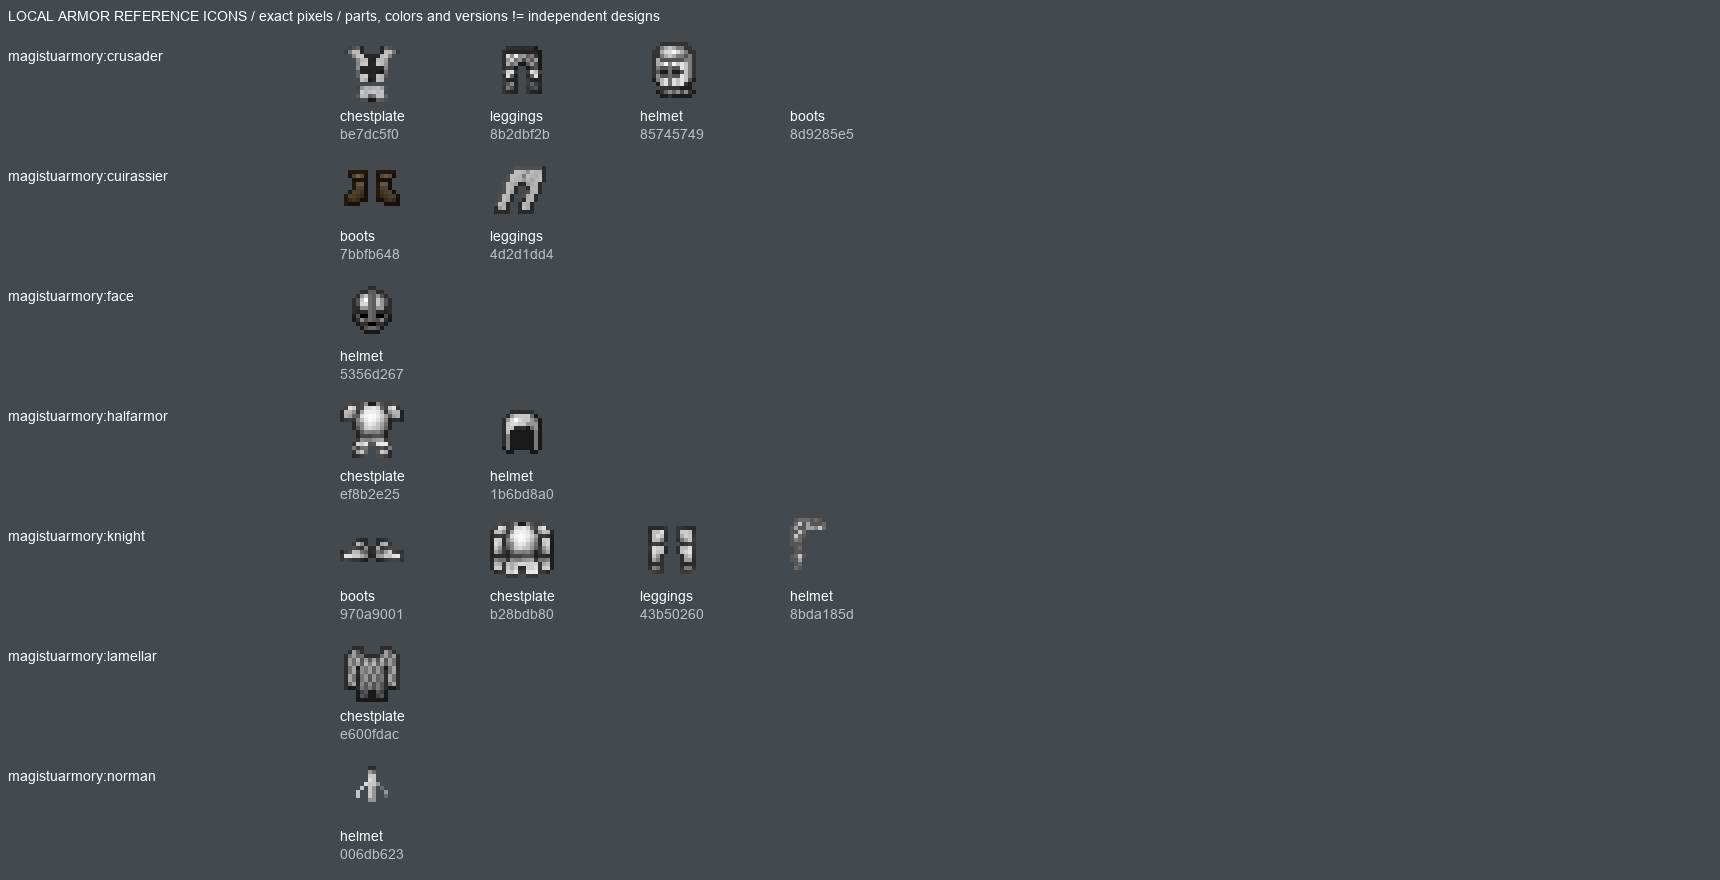 LOCAL ARMOR REFERENCE ICONS / exact pixels / parts, colors and versions != independent designs
magistuarmory:crusader
chestplate leggings helmet boots
be7dc5f0 8b2dbf2b 85745749 8d9285e5
magistuarmory:cuirassier
boots leggings
7bbfb648 4d2d1dd4
magistuarmory:face
helmet
5356d267
magistuarmory:halfarmor
chestplate helmet
ef8b2e25 1b6bd8a0
magistuarmory:knight
boots chestplate leggings helmet
970a9001 b28bdb80 43b50260 8bda185d
magistuarmory:lamellar
chestplate
e600fdac
magistuarmory:norman
helmet
006db623